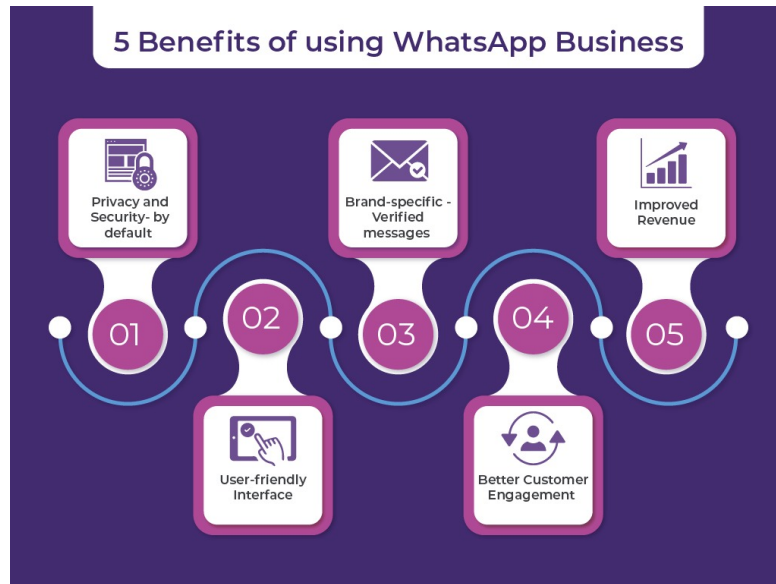 5 Benefits of using WhatsApp Business
Privacy and
Security- by
default
01
02
User-friendly
Interface
Brand-specific -
Verified
messages
03
04
Better Customer
Engagement
Improved
Revenue
05